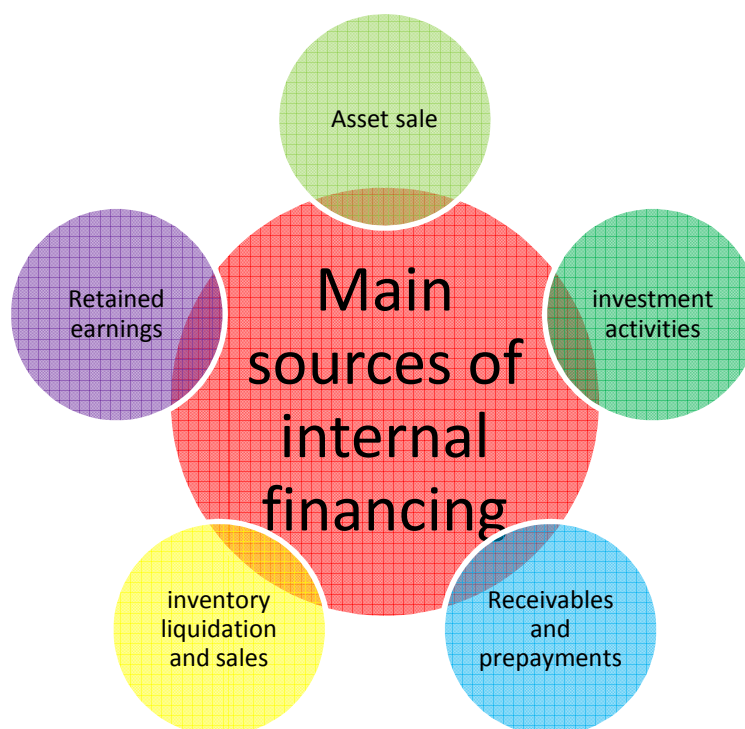 Asset sale
Retained
earnings
Main
sources of
internal
financing
investment
activities
inventory
liquidation
and sales
Receivables
and
prepayments